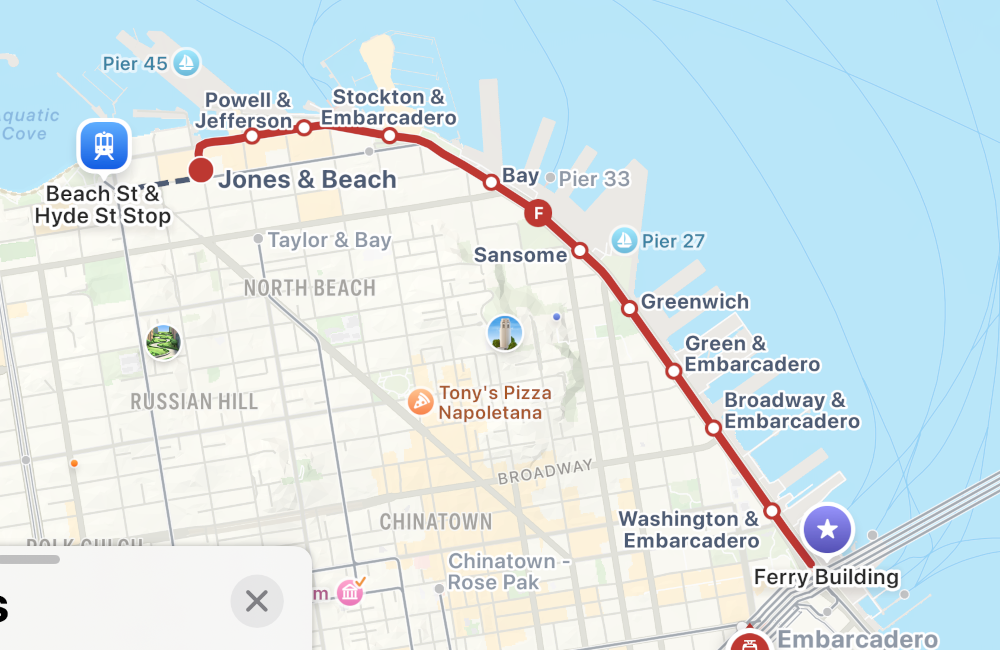 Pier 45
Powell &
Jefferson
Stockton &
Embarcadero
quatic
Cove
Beach St &
Hyde St Stop
Jones & Beach
Bay
Pier 33
F
Taylor & Bay
Sansome
Pier 27
NORTH BEACH
Greenwich
Green &
Embarcadero
Tony's Pizza
Napoletana
RUSSIAN HILL
Broadway &
Embarcadero
BROADWAY
CHINATOWN
Washington &
Embarcadero
POLK GULCH
Chinatown -
Rose Pak
Ferry Building
m
s
Embarcadero